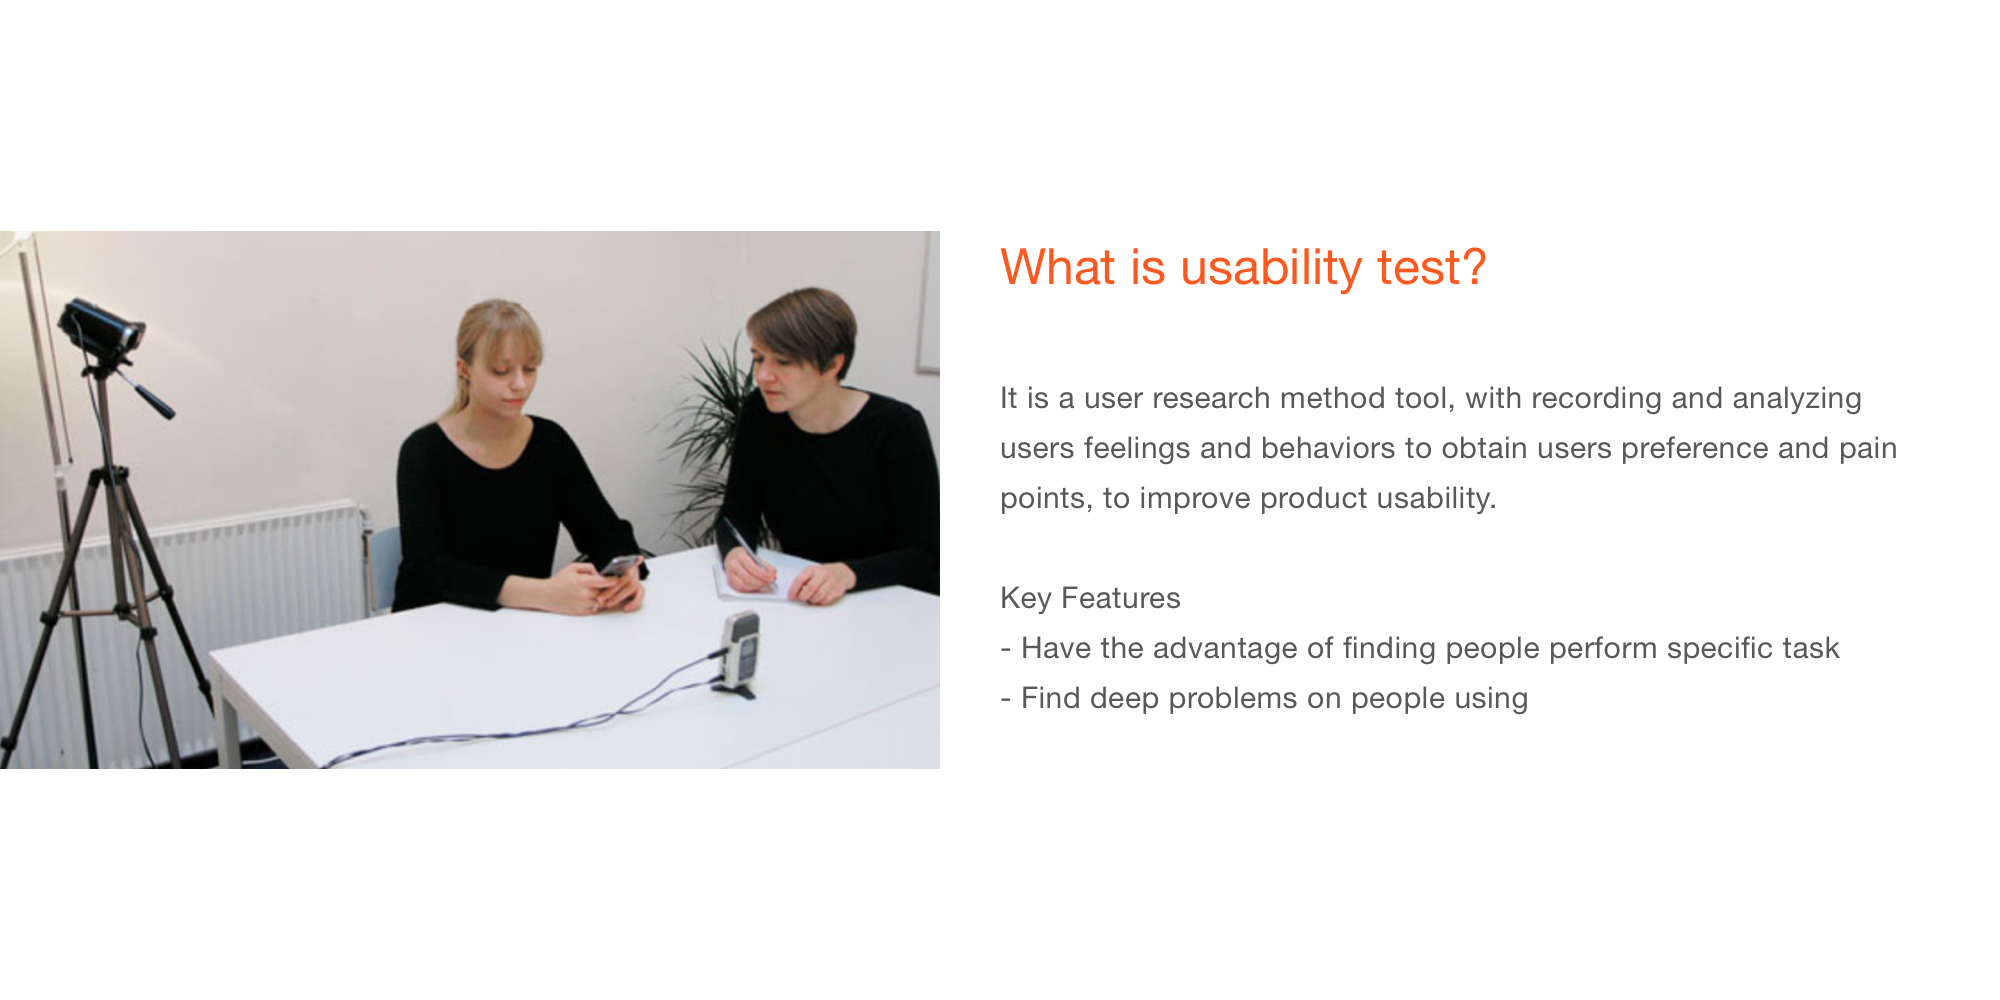 What is usability test?
It is a user research method tool, with recording and analyzing
users feelings and behaviors to obtain users preference and pain
points, to improve product usability.
Key Features
- Have the advantage of finding people perform specific task
- Find deep problems on people using